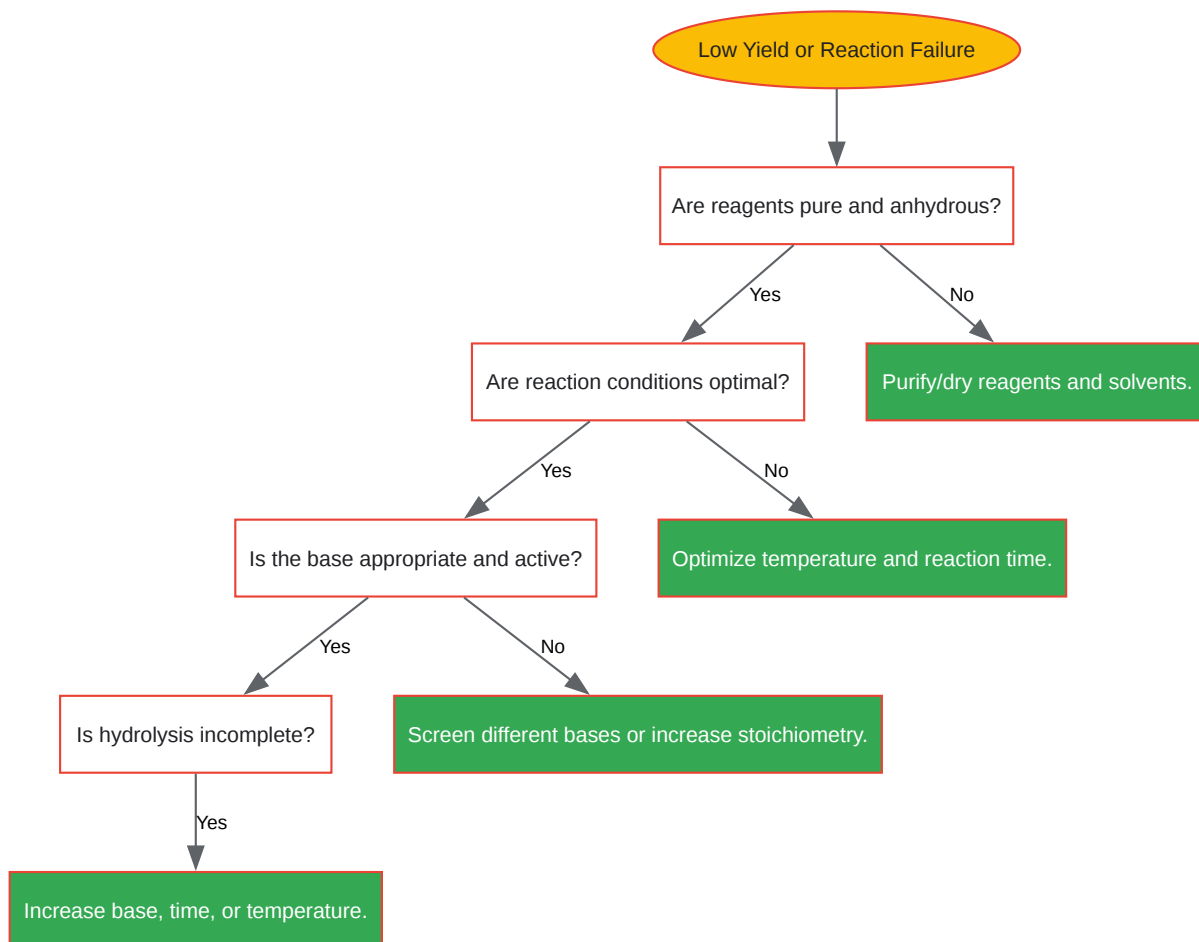 Low Yield or Reaction Failure
Are reagents pure and anhydrous?
Yes
No
Are reaction conditions optimal?
Purify/dry reagents and solvents.
Yes
No
Is the base appropriate and active?
Optimize temperature and reaction time.
Yes
No
Is hydrolysis incomplete?
Screen different bases or increase stoichiometry.
Yes
Increase base, time, or temperature.